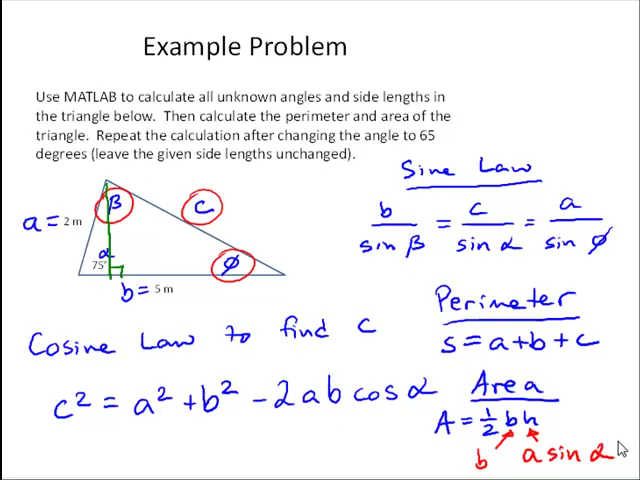 Example Problem
Use MATLAB to calculate all unknown angles and side lengths in
the triangle below. Then calculate the perimeter and area of the
triangle. Repeat the calculation after changing the angle to 65
degrees (leave the given side lengths unchanged).
Sine Law
b/sin β = c/sin α = a/sin φ
β
c
a = 2 m
α
75°
φ
b = 5 m
Perimeter
s = a + b + c
Cosine Law to find c
c² = a² + b² - 2 a b cos α
Area
A = ½ b h
b a sin α